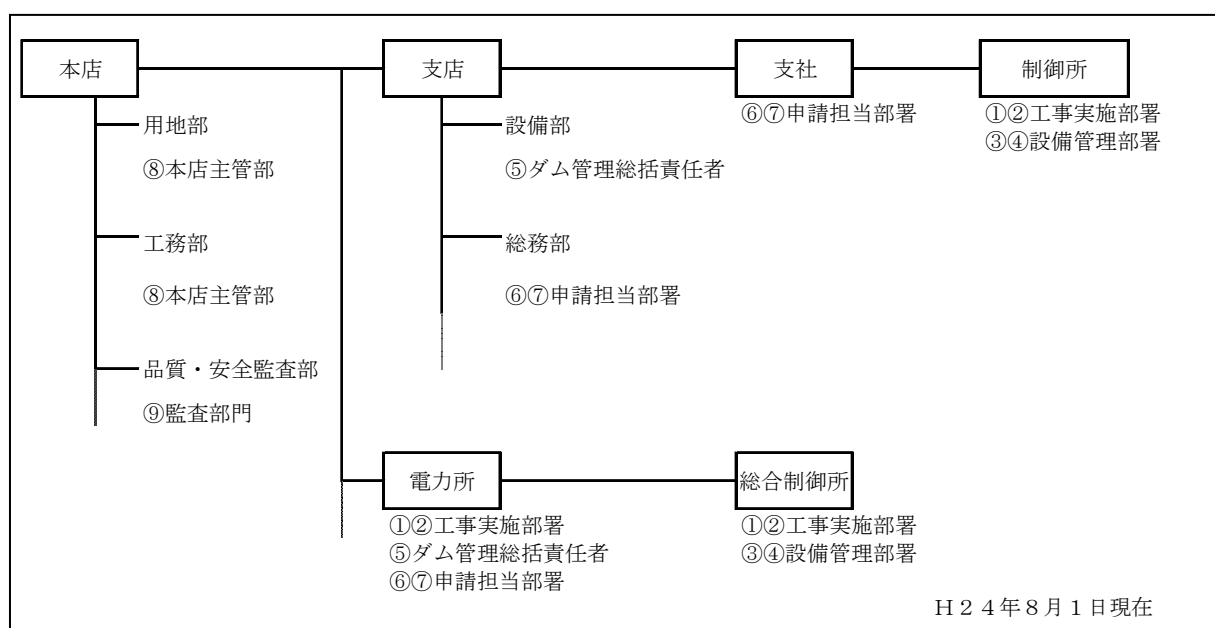 本店
支店
支社
制御所
用地部
⑧本店主管部
工務部
⑧本店主管部
品質・安全監査部
⑨監査部門
設備部
⑤ダム管理総括責任者
総務部
⑥⑦申請担当部署
⑥⑦申請担当部署
①②工事実施部署
③④設備管理部署
電力所
①②工事実施部署
⑤ダム管理総括責任者
⑥⑦申請担当部署
総合制御所
①②工事実施部署
③④設備管理部署
Ｈ２４年８月１日現在